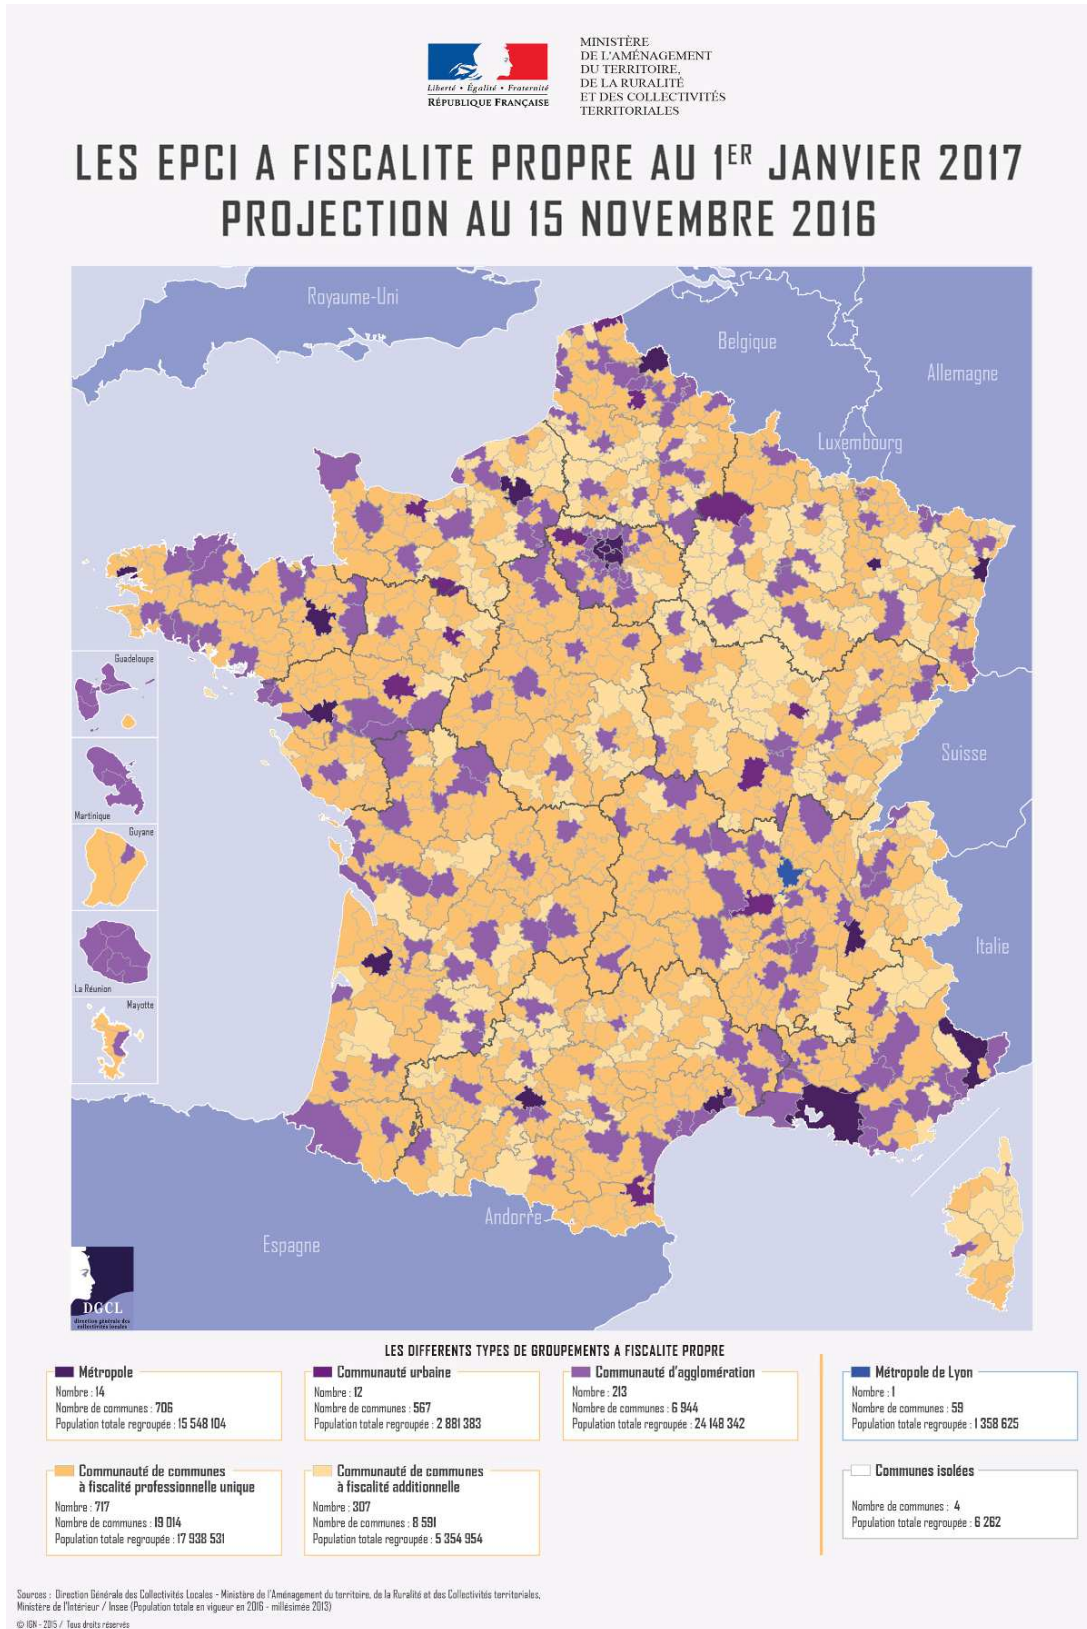 MINISTÈRE
DE L'AMÉNAGEMENT
DU TERRITOIRE,
DE LA RURALITÉ
ET DES COLLECTIVITÉS
TERRITORIALES
Liberté • Égalité • Fraternité
RÉPUBLIQUE FRANÇAISE
LES EPCI A FISCALITE PROPRE AU 1ER JANVIER 2017
PROJECTION AU 15 NOVEMBRE 2016
Royaume-Uni
Belgique
Allemagne
Luxembourg
Guadeloupe
Suisse
Martinique
Guyane
Italie
La Réunion
Mayotte
Andorre
Espagne
DGCL
direction générale des
collectivités locales
LES DIFFERENTS TYPES DE GROUPEMENTS A FISCALITE PROPRE
Métropole
Nombre : 14
Nombre de communes : 706
Population totale regroupée : 15 548 104
Communauté urbaine
Nombre : 12
Nombre de communes : 567
Population totale regroupée : 2 881 383
Communauté d'agglomération
Nombre : 213
Nombre de communes : 6 944
Population totale regroupée : 24 148 342
Métropole de Lyon
Nombre : 1
Nombre de communes : 59
Population totale regroupée : 1 358 625
Communauté de communes
à fiscalité professionnelle unique
Nombre : 717
Nombre de communes : 19 014
Population totale regroupée : 17 938 531
Communauté de communes
à fiscalité additionnelle
Nombre : 307
Nombre de communes : 8 591
Population totale regroupée : 5 354 954
Communes isolées
Nombre de communes : 4
Population totale regroupée : 6 262
Sources : Direction Générale des Collectivités Locales - Ministère de l'Aménagement du territoire, de la Ruralité et des Collectivités territoriales,
Ministère de l'Intérieur / Insee (Population totale en vigueur en 2016 - millésimée 2013)
© IGN - 2015 / Tous droits réservés